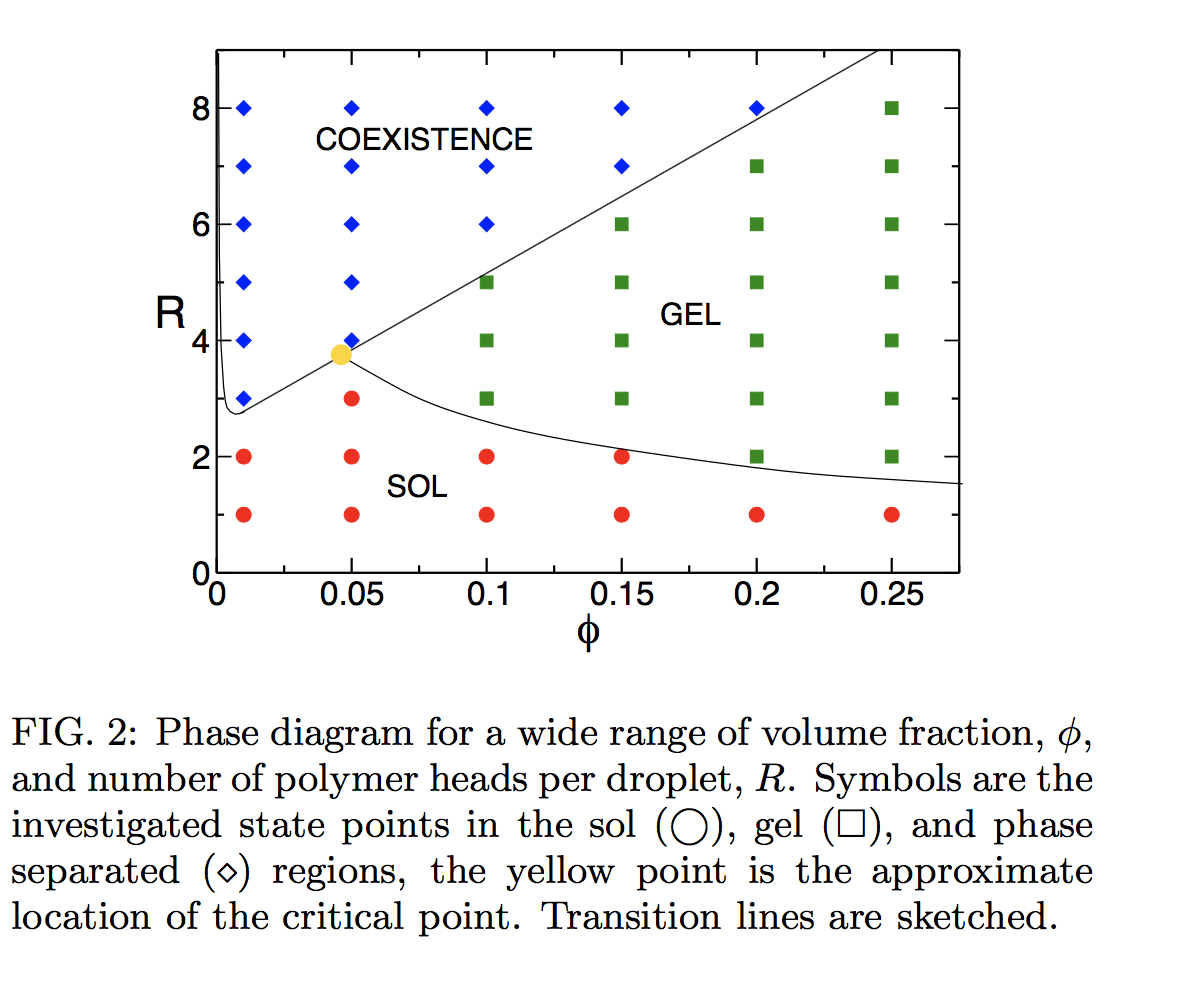 8
COEXISTENCE
6
R
GEL
4
2
SOL
0
0 0.05 0.1 0.15 0.2 0.25
ϕ
FIG. 2: Phase diagram for a wide range of volume fraction, ϕ,
and number of polymer heads per droplet, R. Symbols are the
investigated state points in the sol (◯), gel (□), and phase
separated (⋄) regions, the yellow point is the approximate
location of the critical point. Transition lines are sketched.